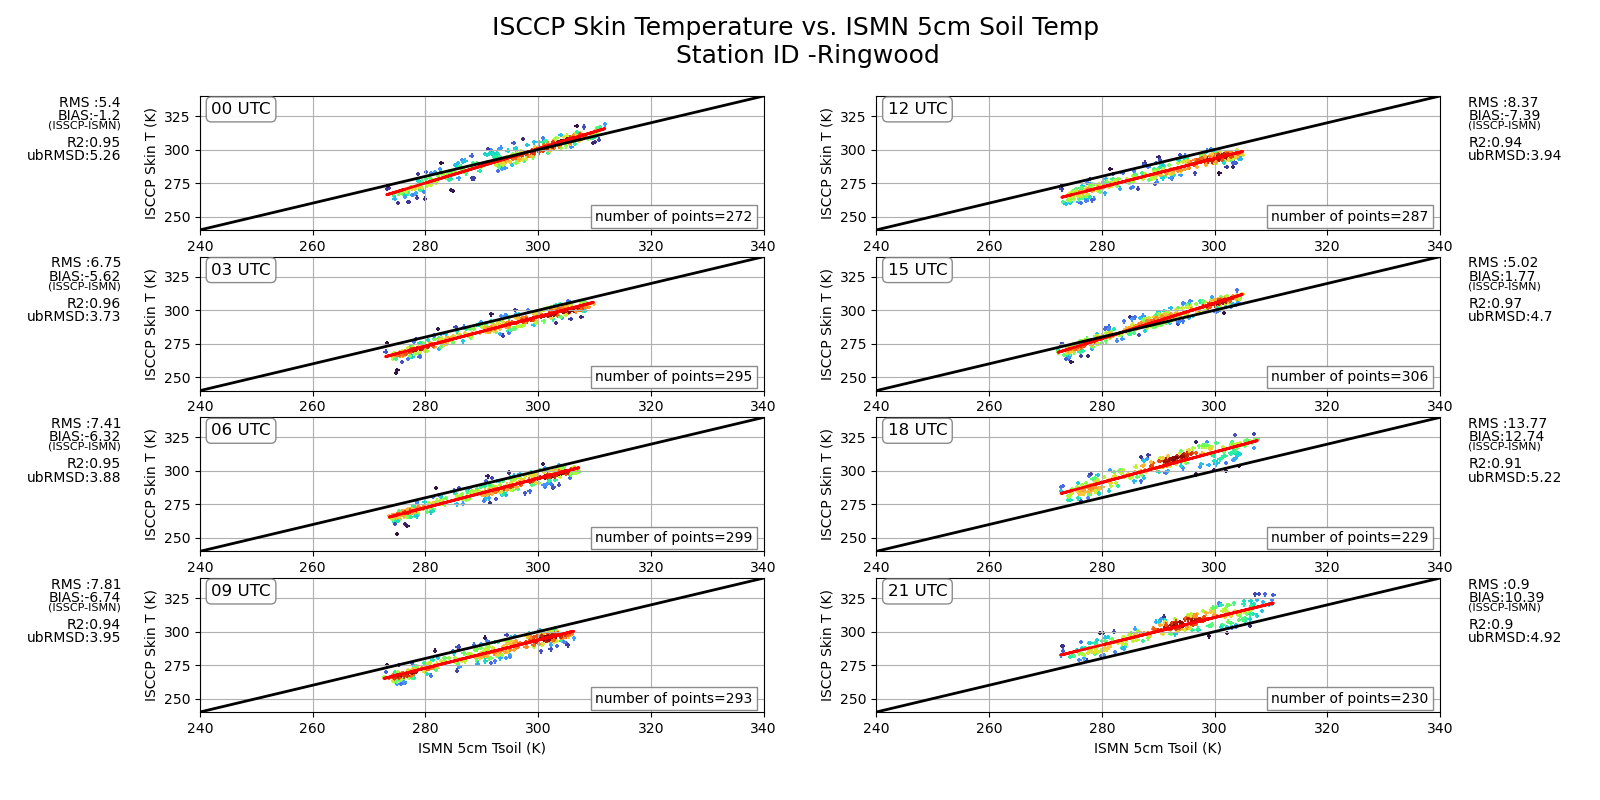 ISCCP Skin Temperature vs. ISMN 5cm Soil Temp
Station ID -Ringwood
RMS :5.4
BIAS:-1.2
(ISSCP-ISMN)
R2:0.95
ubRMSD:5.26
ISCCP Skin T (K)
325
300
275
250
00 UTC
number of points=272
240 260 280 300 320 340
ISCCP Skin T (K)
325
300
275
250
12 UTC
number of points=287
240 260 280 300 320 340
RMS :8.37
BIAS:-7.39
(ISSCP-ISMN)
R2:0.94
ubRMSD:3.94
RMS :6.75
BIAS:-5.62
(ISSCP-ISMN)
R2:0.96
ubRMSD:3.73
ISCCP Skin T (K)
325
300
275
250
03 UTC
number of points=295
240 260 280 300 320 340
ISCCP Skin T (K)
325
300
275
250
15 UTC
number of points=306
240 260 280 300 320 340
RMS :5.02
BIAS:1.77
(ISSCP-ISMN)
R2:0.97
ubRMSD:4.7
RMS :7.41
BIAS:-6.32
(ISSCP-ISMN)
R2:0.95
ubRMSD:3.88
ISCCP Skin T (K)
325
300
275
250
06 UTC
number of points=299
240 260 280 300 320 340
ISCCP Skin T (K)
325
300
275
250
18 UTC
number of points=229
240 260 280 300 320 340
RMS :13.77
BIAS:12.74
(ISSCP-ISMN)
R2:0.91
ubRMSD:5.22
RMS :7.81
BIAS:-6.74
(ISSCP-ISMN)
R2:0.94
ubRMSD:3.95
ISCCP Skin T (K)
325
300
275
250
09 UTC
number of points=293
240 260 280 300 320 340
ISMN 5cm Tsoil (K)
ISCCP Skin T (K)
325
300
275
250
21 UTC
number of points=230
240 260 280 300 320 340
ISMN 5cm Tsoil (K)
RMS :0.9
BIAS:10.39
(ISSCP-ISMN)
R2:0.9
ubRMSD:4.92